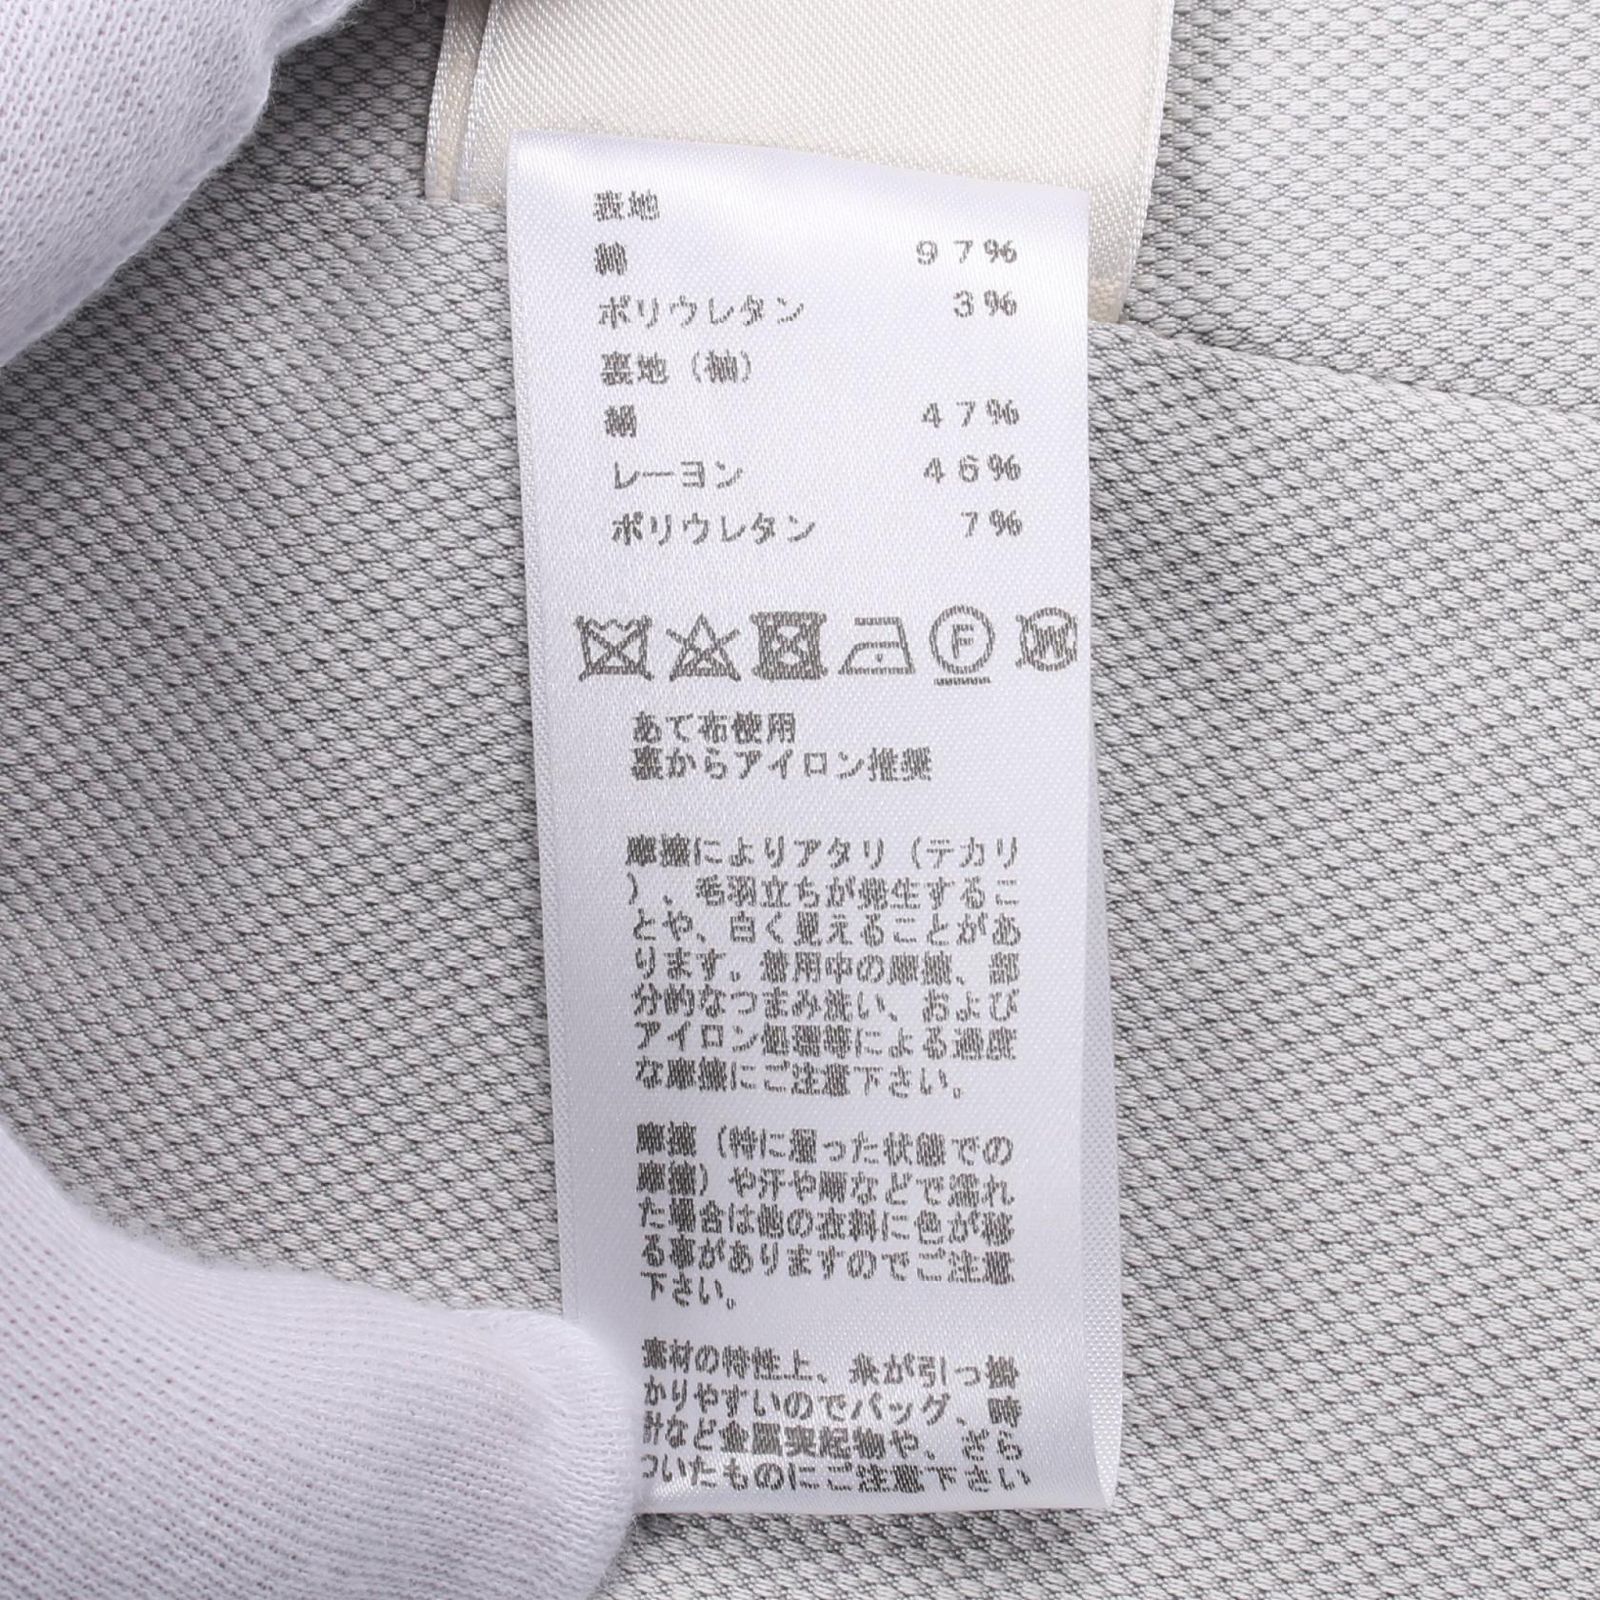 表地
綿 97%
ポリウレタン 3%
裏地（袖）
絹 47%
レーヨン 46%
ポリウレタン 7%
F W
あて布使用
裏からアイロン推奨
摩擦によりアタリ（テカリ
）、毛羽立ちが発生するこ
とや、白く見えることがあ
ります。着用中の摩擦、部
分的なつまみ洗い、および
アイロン処理等による過度
な摩擦にご注意下さい。
摩擦（特に湿った状態での
摩擦）や汗や雨などで濡れ
た場合は他の衣料に色が移
る事がありますのでご注意
下さい。
素材の特性上、糸が引っ掛
かりやすいのでバッグ、時
計など金属突起物や、ざら
ついたものにご注意下さい